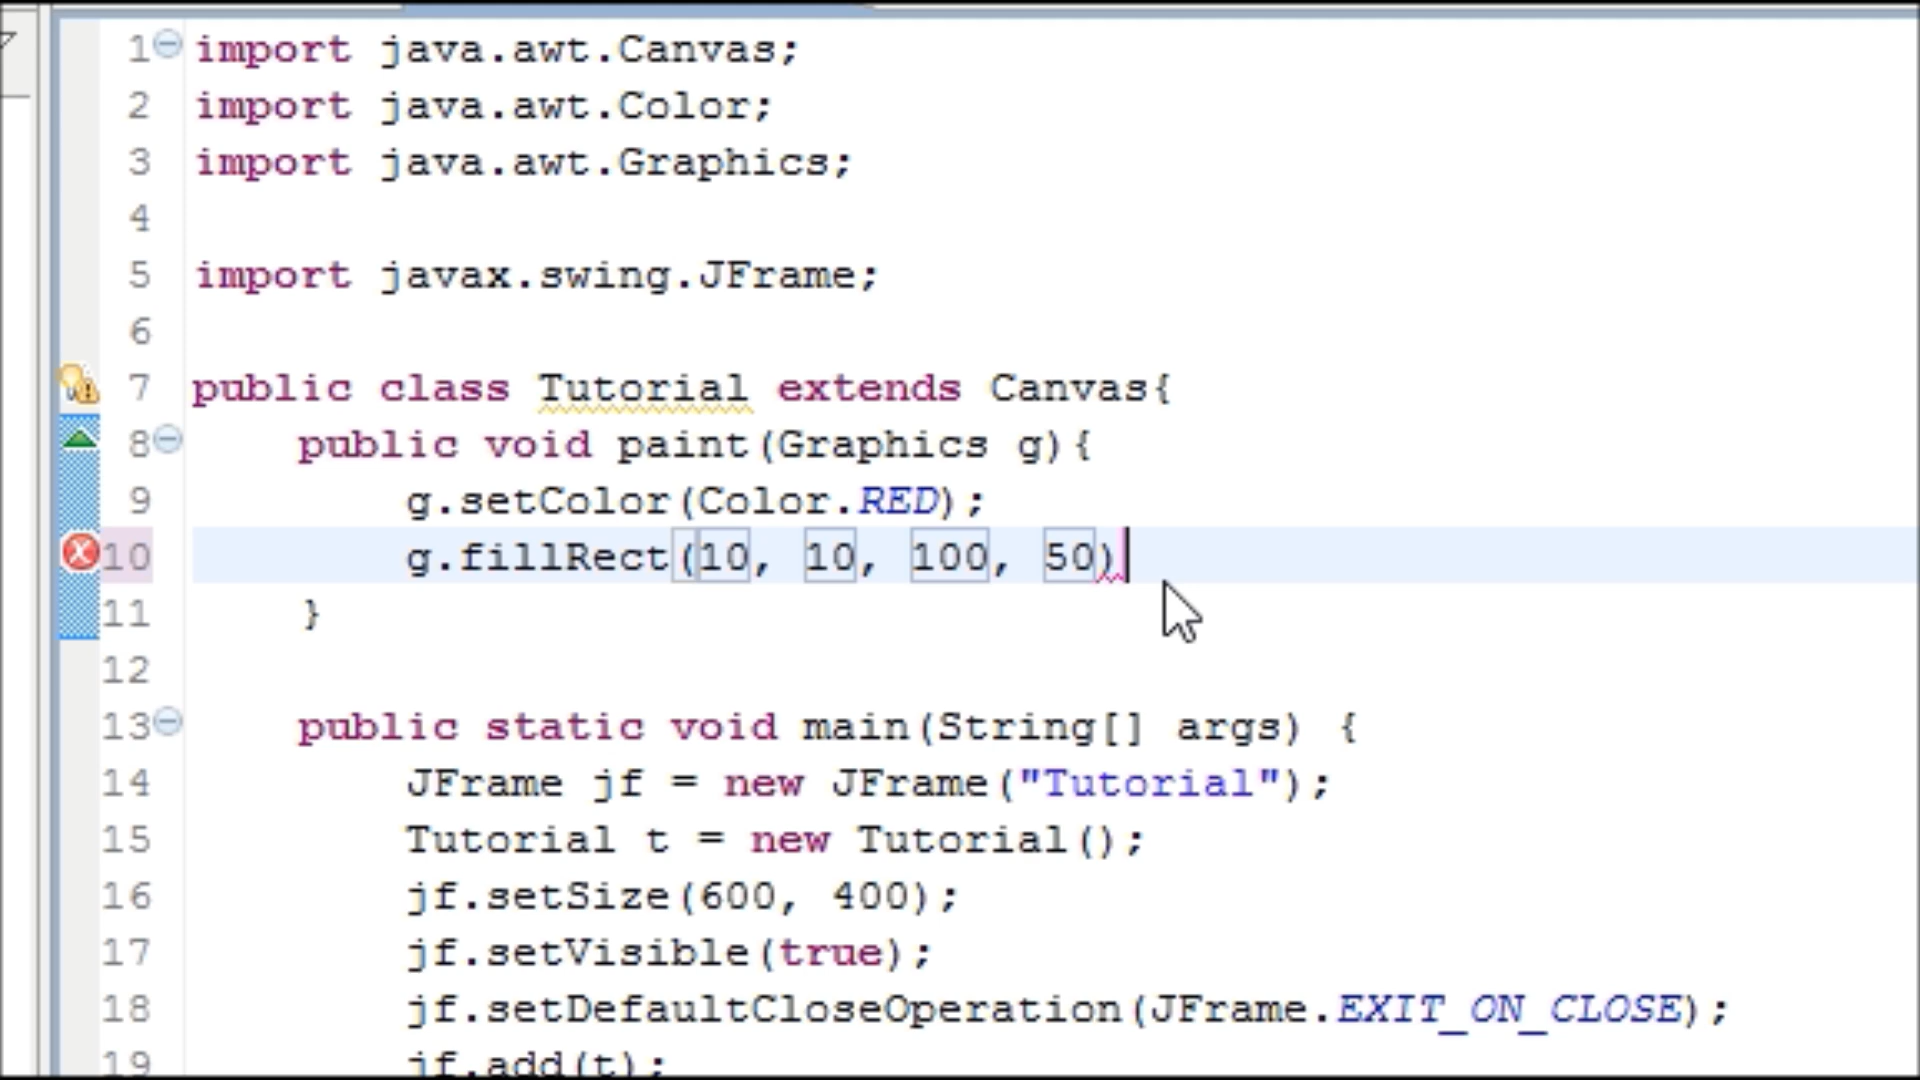 1 import java.awt.Canvas;
2 import java.awt.Color;
3 import java.awt.Graphics;
4
5 import javax.swing.JFrame;
6
7 public class Tutorial extends Canvas{
8 public void paint(Graphics g){
9 g.setColor(Color.RED);
10 g.fillRect(10, 10, 100, 50)
11 }
12
13 public static void main(String[] args) {
14 JFrame jf = new JFrame("Tutorial");
15 Tutorial t = new Tutorial();
16 jf.setSize(600, 400);
17 jf.setVisible(true);
18 jf.setDefaultCloseOperation(JFrame.EXIT_ON_CLOSE);
19 jf.add(t);